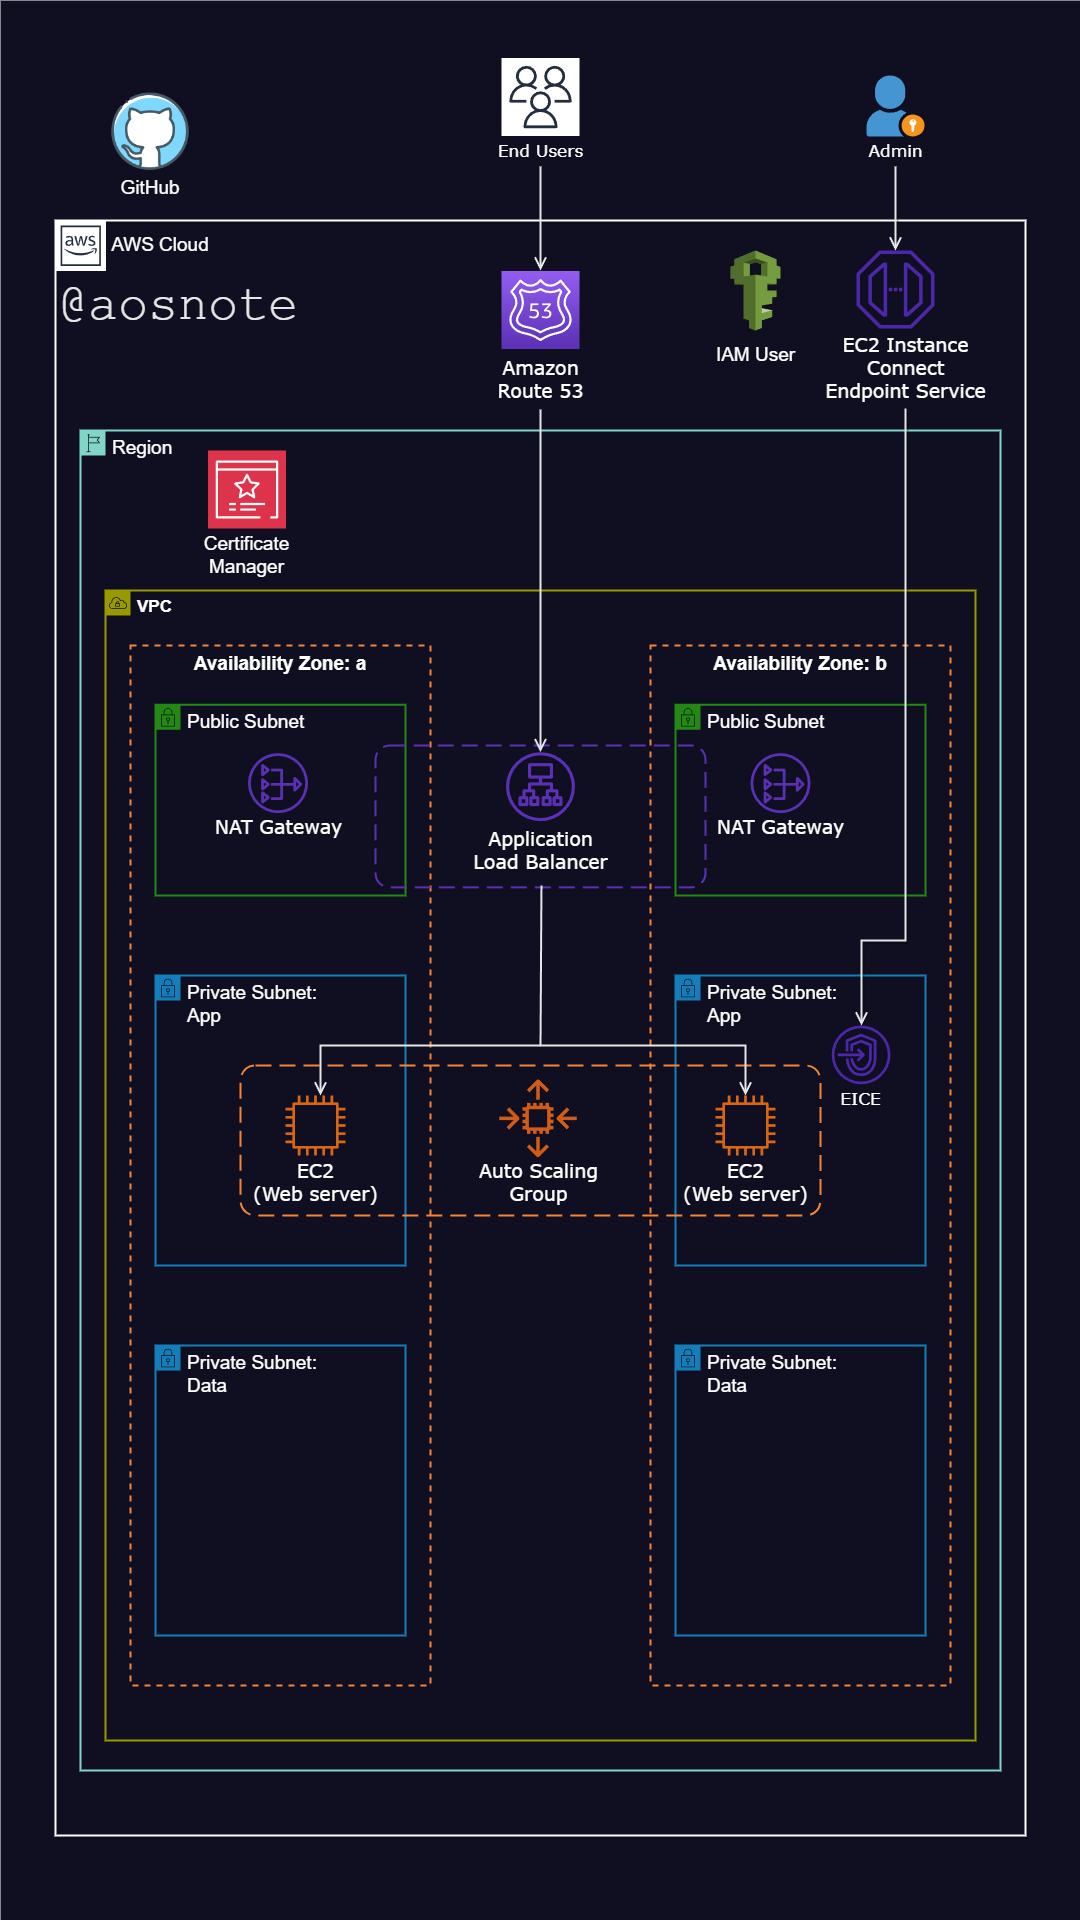 End Users
Admin
GitHub
aws
AWS Cloud
@aosnote
53
Amazon
Route 53
IAM User
EC2 Instance
Connect
Endpoint Service
Region
Certificate
Manager
VPC
Availability Zone: a
Availability Zone: b
Public Subnet
Public Subnet
NAT Gateway
Application
Load Balancer
NAT Gateway
Private Subnet:
App
Private Subnet:
App
EICE
EC2
(Web server)
Auto Scaling
Group
EC2
(Web server)
Private Subnet:
Data
Private Subnet:
Data